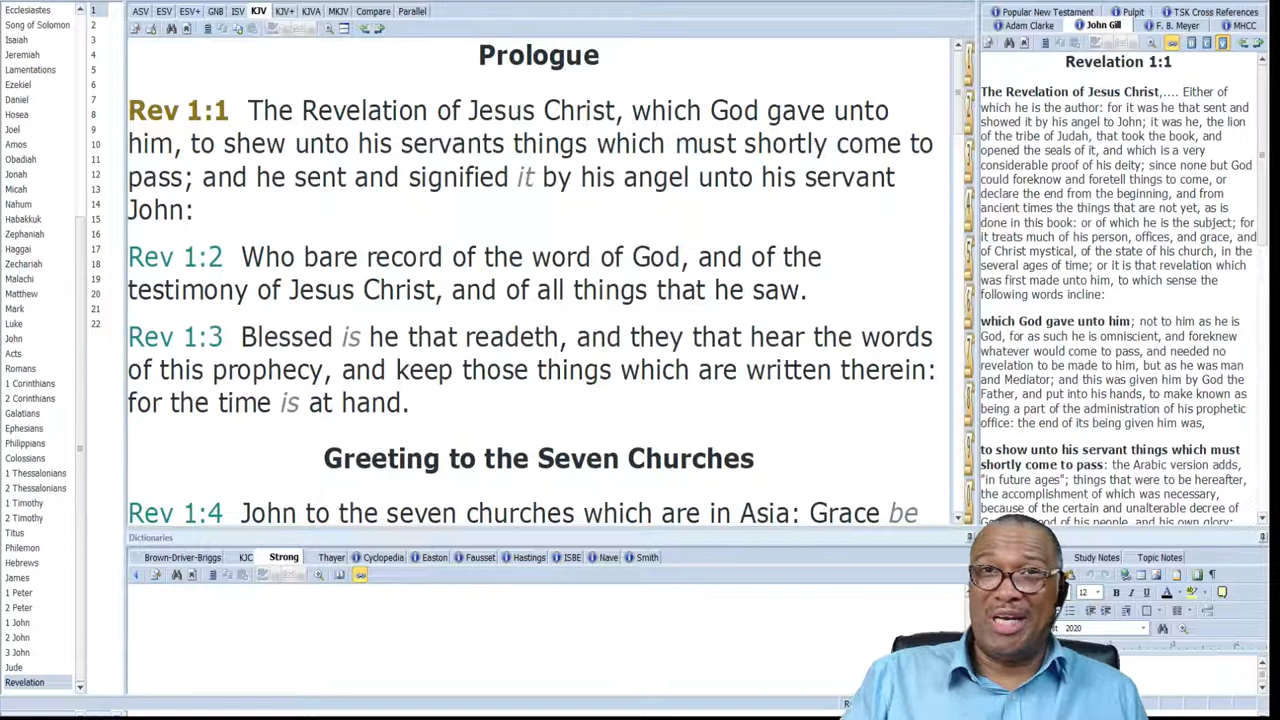 Ecclesiastes
Song of Solomon
Isaiah
Jeremiah
Lamentations
Ezekiel
Daniel
Hosea
Joel
Amos
Obadiah
Jonah
Micah
Nahum
Habakkuk
Zephaniah
Haggai
Zechariah
Malachi
Matthew
Mark
Luke
John
Acts
Romans
1 Corinthians
2 Corinthians
Galatians
Ephesians
Philippians
Colossians
1 Thessalonians
2 Thessalonians
1 Timothy
2 Timothy
Titus
Philemon
Hebrews
James
1 Peter
2 Peter
1 John
2 John
3 John
Jude
Revelation
1
2
3
4
5
6
7
8
9
10
11
12
13
14
15
16
17
18
19
20
21
22
ASV ESV ESV+ GNB ISV KJV KJV+ KJVA MKJV Compare Parallel
Prologue
Rev 1:1 The Revelation of Jesus Christ, which God gave unto
him, to shew unto his servants things which must shortly come to
pass; and he sent and signified it by his angel unto his servant
John:
Rev 1:2 Who bare record of the word of God, and of the
testimony of Jesus Christ, and of all things that he saw.
Rev 1:3 Blessed is he that readeth, and they that hear the words
of this prophecy, and keep those things which are written therein:
for the time is at hand.
Greeting to the Seven Churches
Rev 1:4 John to the seven churches which are in Asia: Grace be
Dictionaries
Brown-Driver-Briggs KJC Strong Thayer Cyclopedia Easton Fausset Hastings ISBE Nave Smith
Popular New Testament Pulpit TSK Cross References
Adam Clarke John Gill F. B. Meyer MHCC
Revelation 1:1
The Revelation of Jesus Christ,.... Either of
which he is the author: for it was he that sent and
showed it by his angel to John; it was he, the lion
of the tribe of Judah, that took the book, and
opened the seals of it, and which is a very
considerable proof of his deity; since none but God
could foreknow and foretell things to come, or
declare the end from the beginning, and from
ancient times the things that are not yet, as is
done in this book: or of which he is the subject; for
it treats much of his person, offices, and grace, and
of Christ mystical, of the state of his church, in the
several ages of time; or it is that revelation which
was first made unto him, to which sense the
following words incline:
which God gave unto him; not to him as he is
God, for as such he is omniscient, and foreknew
whatever would come to pass, and needed no
revelation to be made to him, but as he was man
and Mediator; and this was given him by God the
Father, and put into his hands, to make known as
being a part of the administration of his prophetic
office: the end of its being given him was,
to show unto his servant things which must
shortly come to pass: the Arabic version adds,
"in future ages"; things that were to be hereafter,
the accomplishment of which was necessary,
because of the certain and unalterable decree of
of his people, and his own glory;
Study Notes Topic Notes
12 B I U A
2020